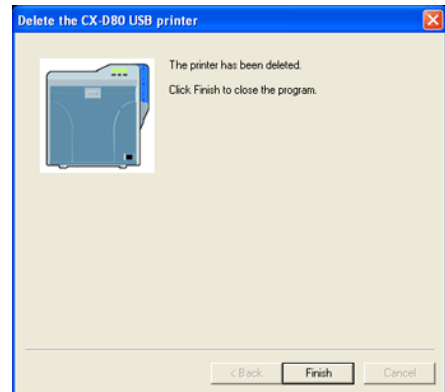 Delete the CX-D80 USB printer
The printer has been deleted.
Click Finish to close the program.
< Back
Finish
Cancel